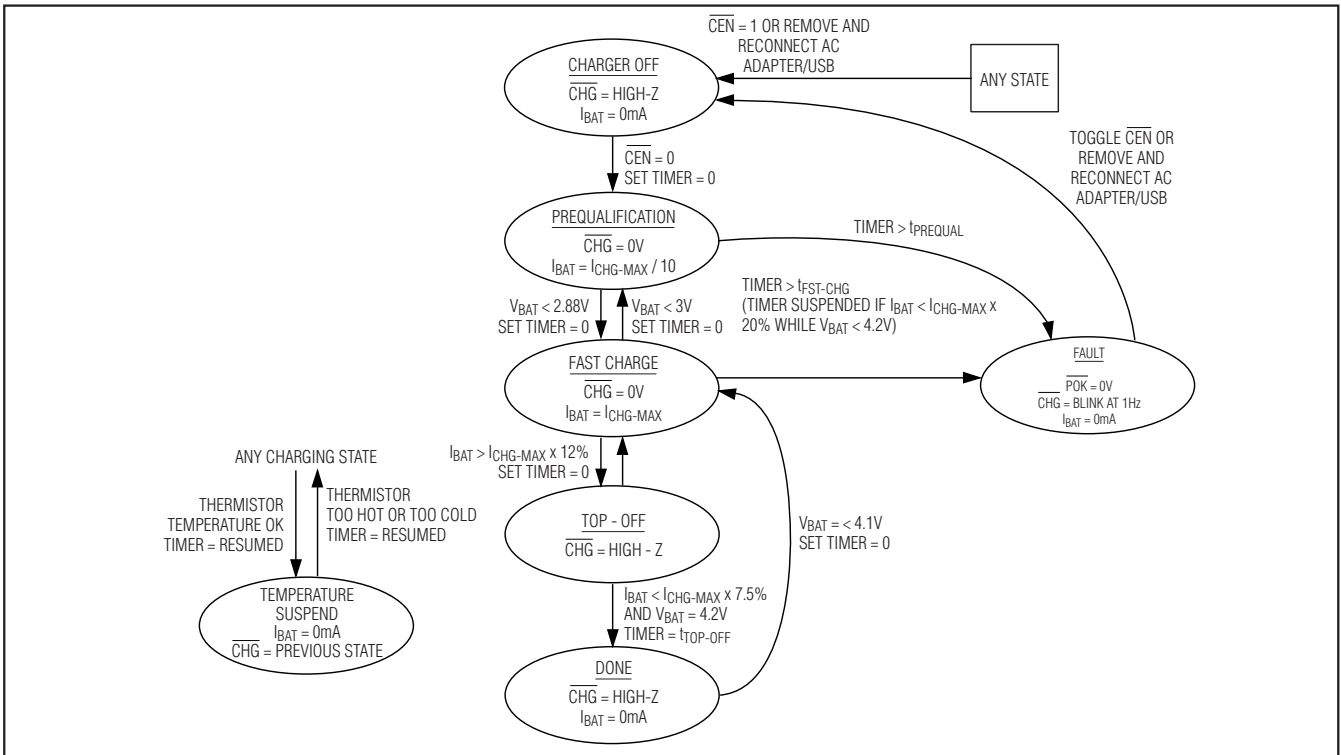 CEN = 1 OR REMOVE AND
RECONNECT AC
ADAPTER/USB
ANY STATE
CHARGER OFF
CHG = HIGH-Z
IBAT = 0mA
TOGGLE CEN OR
REMOVE AND
RECONNECT AC
ADAPTER/USB
CEN = 0
SET TIMER = 0
PREQUALIFICATION
CHG = 0V
IBAT = ICHG-MAX / 10
TIMER > tPREQUAL
TIMER > tFST-CHG
(TIMER SUSPENDED IF IBAT < ICHG-MAX x
20% WHILE VBAT < 4.2V)
VBAT < 2.88V
SET TIMER = 0
VBAT < 3V
SET TIMER = 0
FAST CHARGE
CHG = 0V
IBAT = ICHG-MAX
FAULT
POK = 0V
CHG = BLINK AT 1Hz
IBAT = 0mA
IBAT > ICHG-MAX x 12%
SET TIMER = 0
ANY CHARGING STATE
THERMISTOR
TEMPERATURE OK
TIMER = RESUMED
THERMISTOR
TOO HOT OR TOO COLD
TIMER = RESUMED
TOP - OFF
CHG = HIGH - Z
VBAT = < 4.1V
SET TIMER = 0
TEMPERATURE
SUSPEND
IBAT = 0mA
CHG = PREVIOUS STATE
IBAT < ICHG-MAX x 7.5%
AND VBAT = 4.2V
TIMER = tTOP-OFF
DONE
CHG = HIGH-Z
IBAT = 0mA